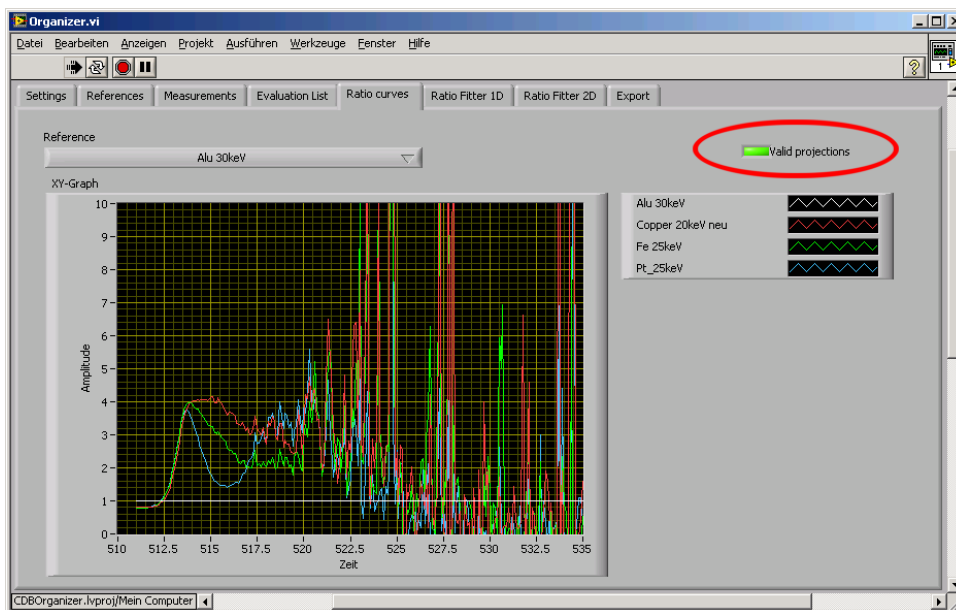 Organizer.vi
Datei Bearbeiten Anzeigen Projekt Ausführen Werkzeuge Fenster Hilfe
1
Settings References Measurements Evaluation List Ratio curves Ratio Fitter 1D Ratio Fitter 2D Export
Reference
Alu 30keV
Valid projections
XY-Graph
Alu 30keV
Copper 20keV neu
Fe 25keV
Pt_25keV
10
9
8
7
6
5
4
3
2
1
0
Amplitude
510 512.5 515 517.5 520 522.5 525 527.5 530 532.5 535
Zeit
CDBOrganizer.lvproj/Mein Computer